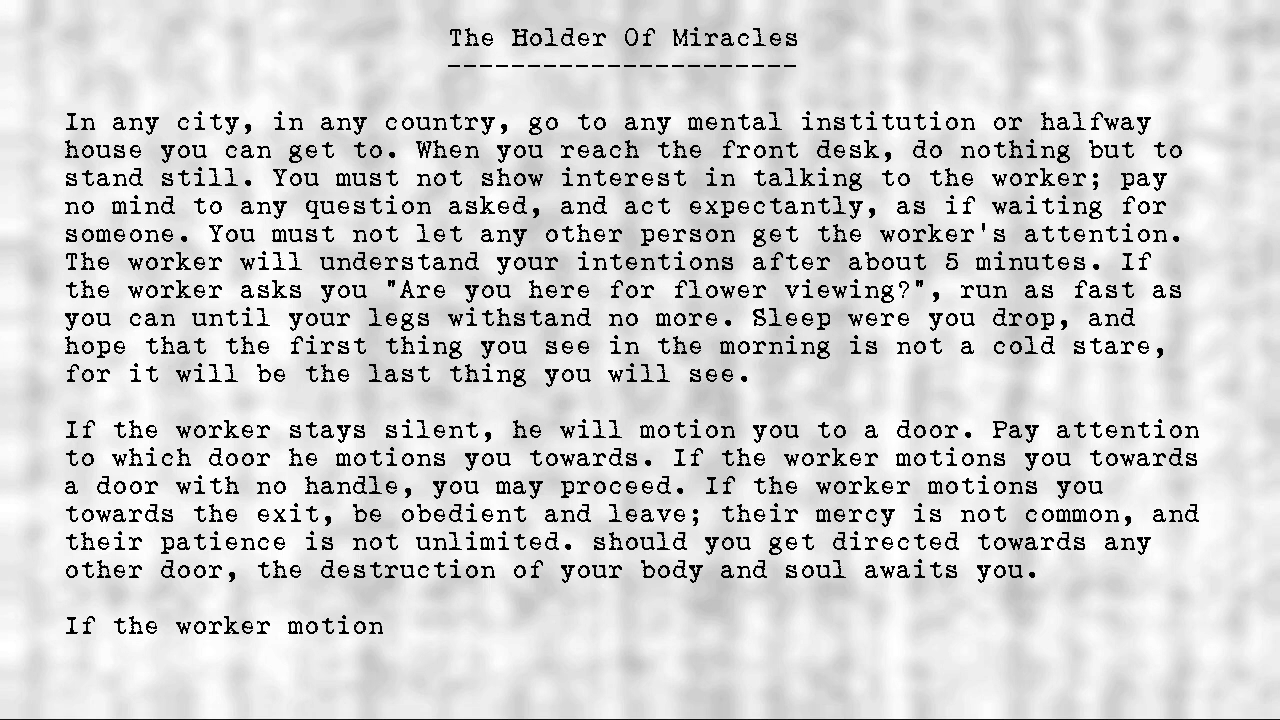 The Holder Of Miracles
----------------------
In any city, in any country, go to any mental institution or halfway
house you can get to. When you reach the front desk, do nothing but to
stand still. You must not show interest in talking to the worker; pay
no mind to any question asked, and act expectantly, as if waiting for
someone. You must not let any other person get the worker's attention.
The worker will understand your intentions after about 5 minutes. If
the worker asks you "Are you here for flower viewing?", run as fast as
you can until your legs withstand no more. Sleep were you drop, and
hope that the first thing you see in the morning is not a cold stare,
for it will be the last thing you will see.
If the worker stays silent, he will motion you to a door. Pay attention
to which door he motions you towards. If the worker motions you towards
a door with no handle, you may proceed. If the worker motions you
towards the exit, be obedient and leave; their mercy is not common, and
their patience is not unlimited. should you get directed towards any
other door, the destruction of your body and soul awaits you.
If the worker motion